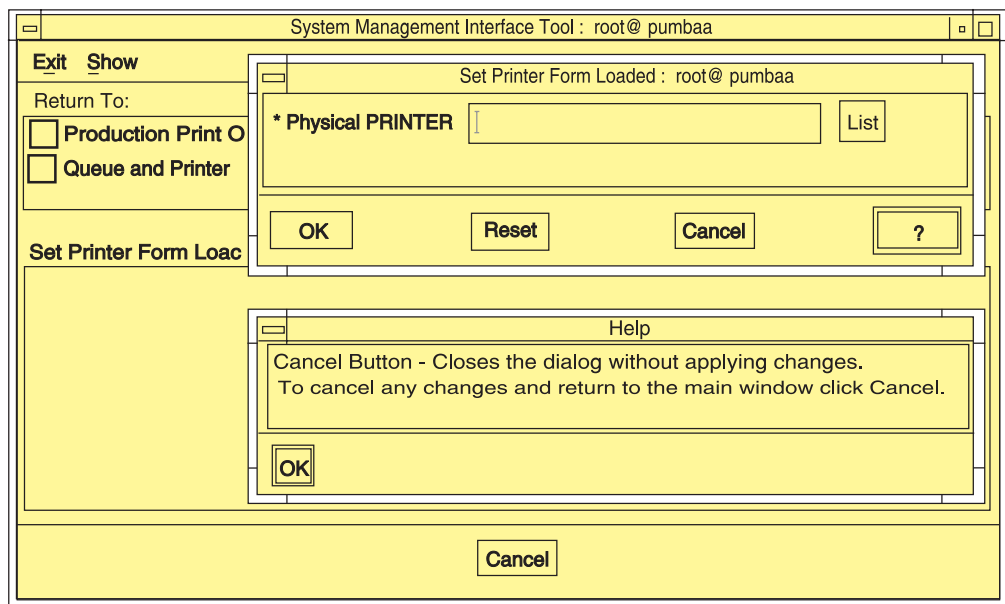 System Management Interface Tool : root@ pumbaa
Exit Show
Return To:
Production Print O
Queue and Printer
Set Printer Form Loac
Set Printer Form Loaded : root@ pumbaa
* Physical PRINTER
List
OK
Reset
Cancel
?
Help
Cancel Button - Closes the dialog without applying changes.
To cancel any changes and return to the main window click Cancel.
OK
Cancel